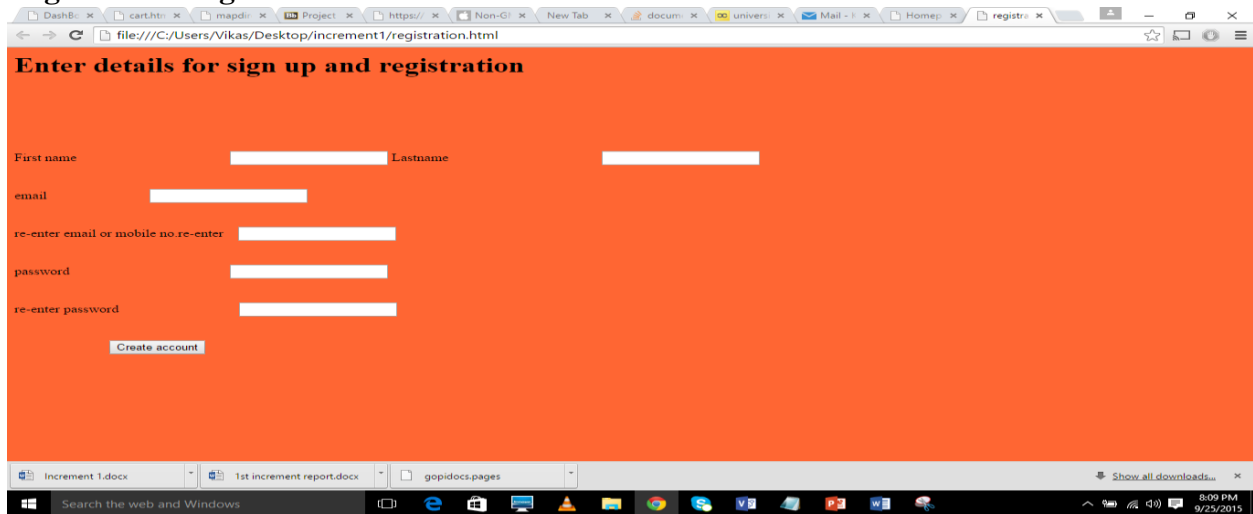 DashBo cart.htn mapdir Project https:// Non-G! New Tab docum univers Mail - Homep registra
file:///C:/Users/Vikas/Desktop/increment1/registration.html
Enter details for sign up and registration
First name Lastname
email
re-enter email or mobile no.re-enter
password
re-enter password
Create account
Increment 1.docx 1st increment report.docx gopidocs.pages Show all downloads...
Search the web and Windows 8:09 PM
9/25/2015